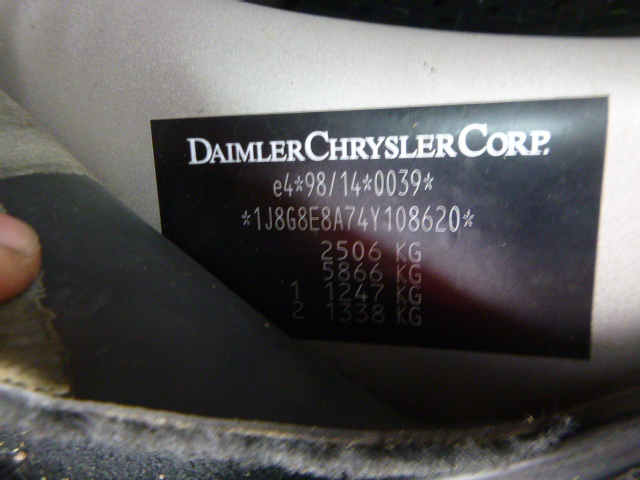 DAIMLERCHRYSLER CORP.
e4*98/14*0039*
*1J8G8E8A74Y108620*
2506 KG
5866 KG
1 1247 KG
2 1338 KG